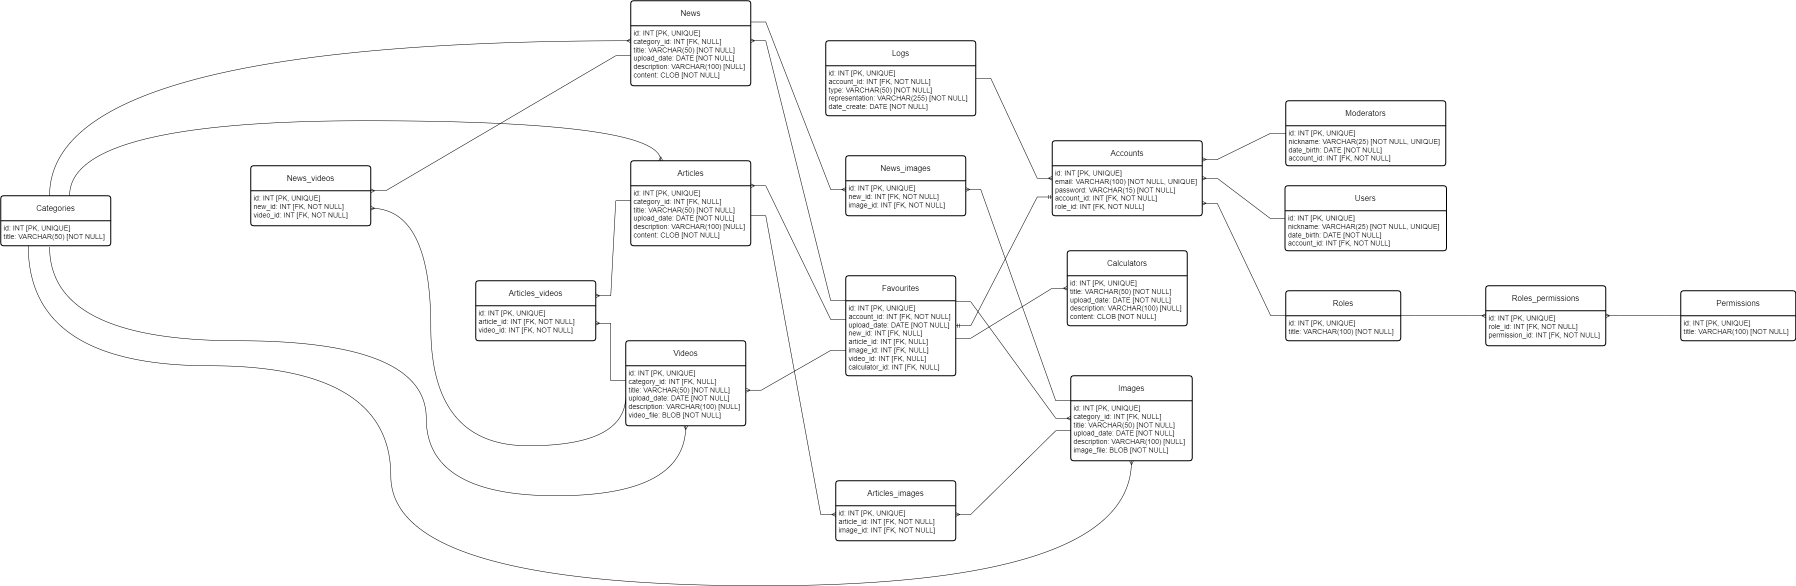 News
id: INT [PK, UNIQUE]
category_id: INT [FK, NULL]
title: VARCHAR(50) [NOT NULL]
upload_date: DATE [NOT NULL]
description: VARCHAR(100) [NULL]
content: CLOB [NOT NULL]
Logs
id: INT [PK, UNIQUE]
account_id: INT [FK, NOT NULL]
type: VARCHAR(50) [NOT NULL]
representation: VARCHAR(255) [NOT NULL]
date_create: DATE [NOT NULL]
Moderators
id: INT [PK, UNIQUE]
nickname: VARCHAR(25) [NOT NULL, UNIQUE]
date_birth: DATE [NOT NULL]
account_id: INT [FK, NOT NULL]
Accounts
id: INT [PK, UNIQUE]
email: VARCHAR(100) [NOT NULL, UNIQUE]
password: VARCHAR(15) [NOT NULL]
account_id: INT [FK, NOT NULL]
role_id: INT [FK, NOT NULL]
News_images
id: INT [PK, UNIQUE]
new_id: INT [FK, NOT NULL]
image_id: INT [FK, NOT NULL]
Articles
id: INT [PK, UNIQUE]
category_id: INT [FK, NULL]
title: VARCHAR(50) [NOT NULL]
upload_date: DATE [NOT NULL]
description: VARCHAR(100) [NULL]
content: CLOB [NOT NULL]
News_videos
id: INT [PK, UNIQUE]
new_id: INT [FK, NOT NULL]
video_id: INT [FK, NOT NULL]
Users
id: INT [PK, UNIQUE]
nickname: VARCHAR(25) [NOT NULL, UNIQUE]
date_birth: DATE [NOT NULL]
account_id: INT [FK, NOT NULL]
Categories
id: INT [PK, UNIQUE]
title: VARCHAR(50) [NOT NULL]
Calculators
id: INT [PK, UNIQUE]
title: VARCHAR(50) [NOT NULL]
upload_date: DATE [NOT NULL]
description: VARCHAR(100) [NULL]
content: CLOB [NOT NULL]
Favourites
id: INT [PK, UNIQUE]
account_id: INT [FK, NOT NULL]
upload_date: DATE [NOT NULL]
new_id: INT [FK, NULL]
article_id: INT [FK, NULL]
image_id: INT [FK, NULL]
video_id: INT [FK, NULL]
calculator_id: INT [FK, NULL]
Articles_videos
id: INT [PK, UNIQUE]
article_id: INT [FK, NOT NULL]
video_id: INT [FK, NOT NULL]
Roles
id: INT [PK, UNIQUE]
title: VARCHAR(100) [NOT NULL]
Roles_permissions
id: INT [PK, UNIQUE]
role_id: INT [FK, NOT NULL]
permission_id: INT [FK, NOT NULL]
Permissions
id: INT [PK, UNIQUE]
title: VARCHAR(100) [NOT NULL]
Videos
id: INT [PK, UNIQUE]
category_id: INT [FK, NULL]
title: VARCHAR(50) [NOT NULL]
upload_date: DATE [NOT NULL]
description: VARCHAR(100) [NULL]
video_file: BLOB [NOT NULL]
Images
id: INT [PK, UNIQUE]
category_id: INT [FK, NULL]
title: VARCHAR(50) [NOT NULL]
upload_date: DATE [NOT NULL]
description: VARCHAR(100) [NULL]
image_file: BLOB [NOT NULL]
Articles_images
id: INT [PK, UNIQUE]
article_id: INT [FK, NOT NULL]
image_id: INT [FK, NOT NULL]